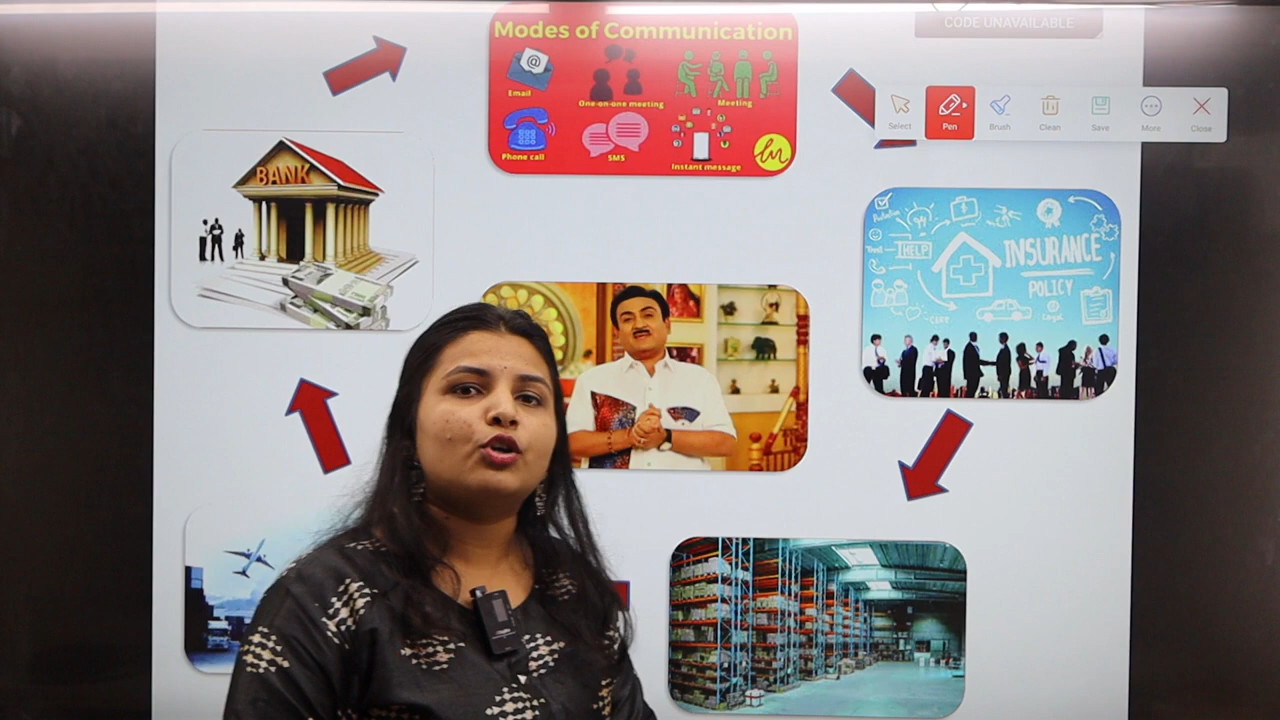 CODE UNAVAILABLE
Modes of Communication
Email
One-on-one meeting
Meeting
Phone call
SMS
Instant message
Select
Pen
Brush
Clean
Save
More
Close
BANK
HELP
INSURANCE
POLICY